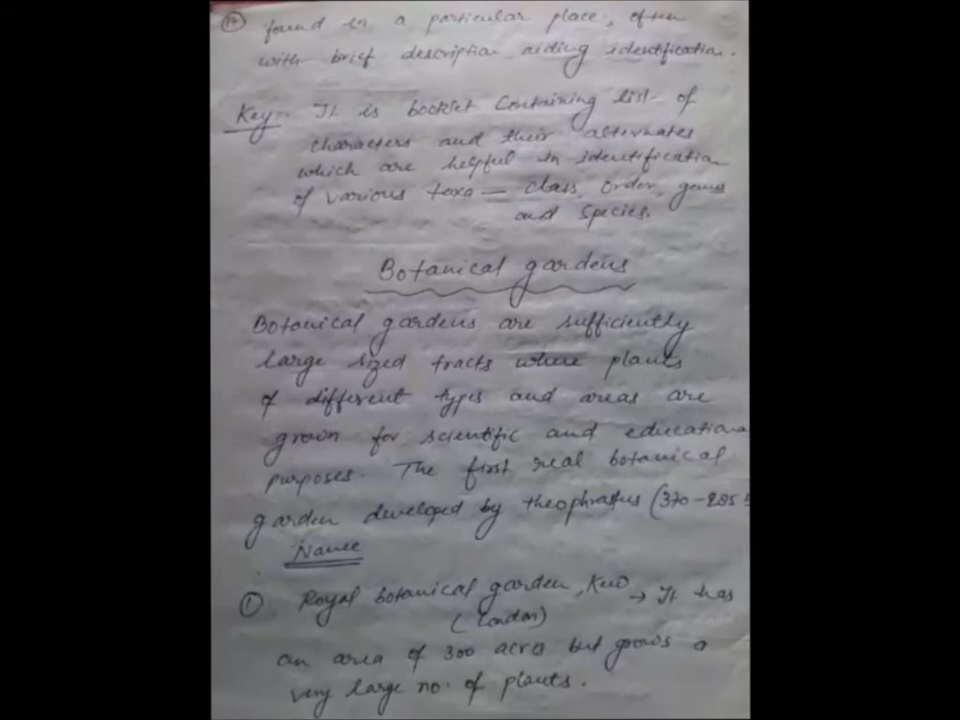 14 found in a particular place, often
with brief description aiding identification.
Key - It is booklet containing list of
characters and their alternates
which are helpful in identification
of various taxa — class, order, genus
and species.
Botanical gardens
Botanical gardens are sufficiently
large sized tracts where plants
of different types and areas are
grown for scientific and educationa
purposes. The first real botanical
garden developed by theophrastus (370-285
Name
① Royal botanical garden, Kew → It has
(London)
an area of 300 acres but grows a
very large no. of plants.